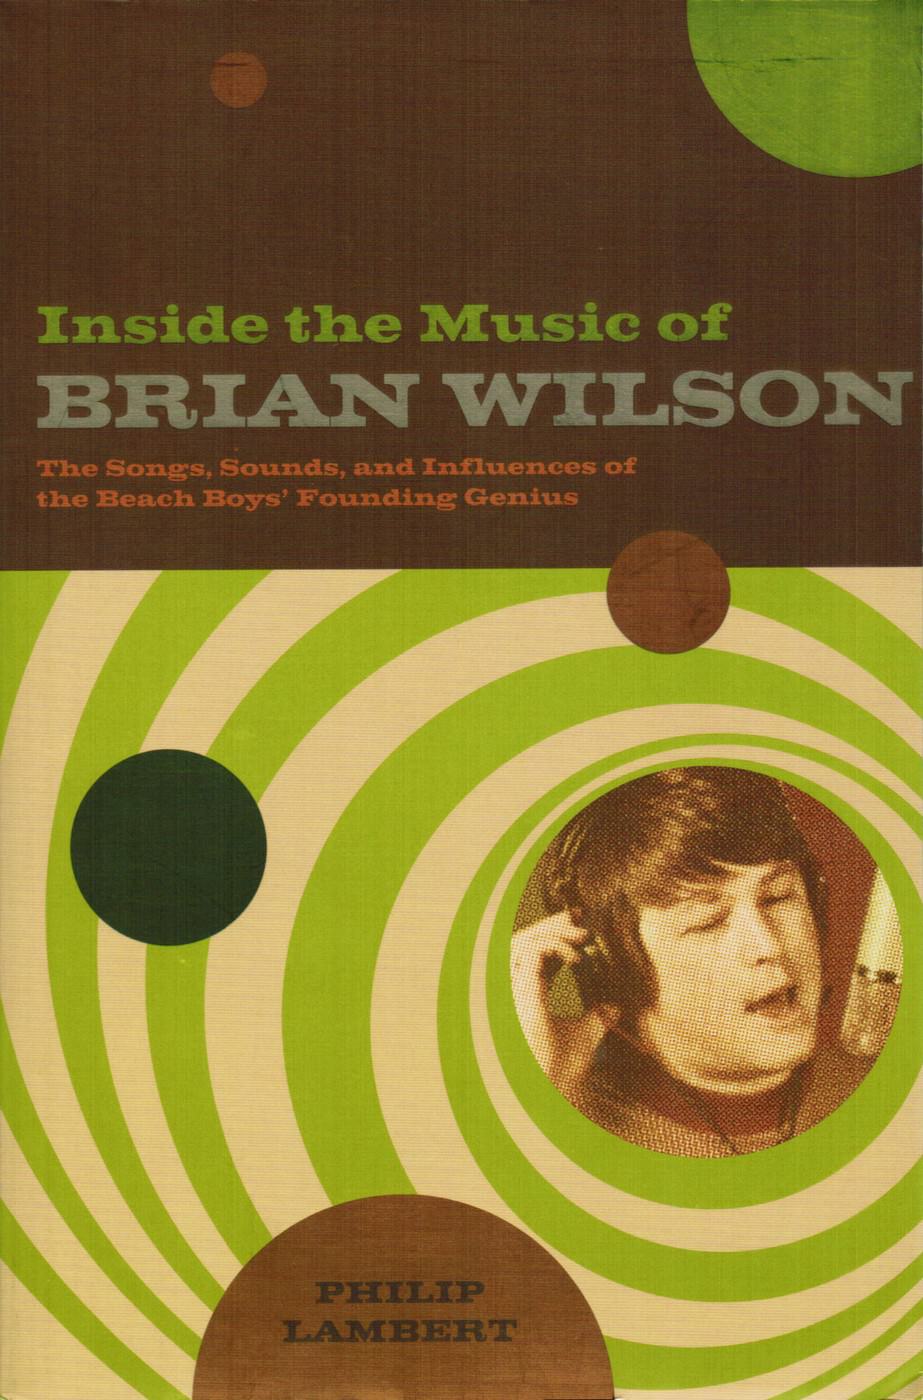 Inside the Music of
BRIAN WILSON
The Songs, Sounds, and Influences of
the Beach Boys' Founding Genius
PHILIP
LAMBERT